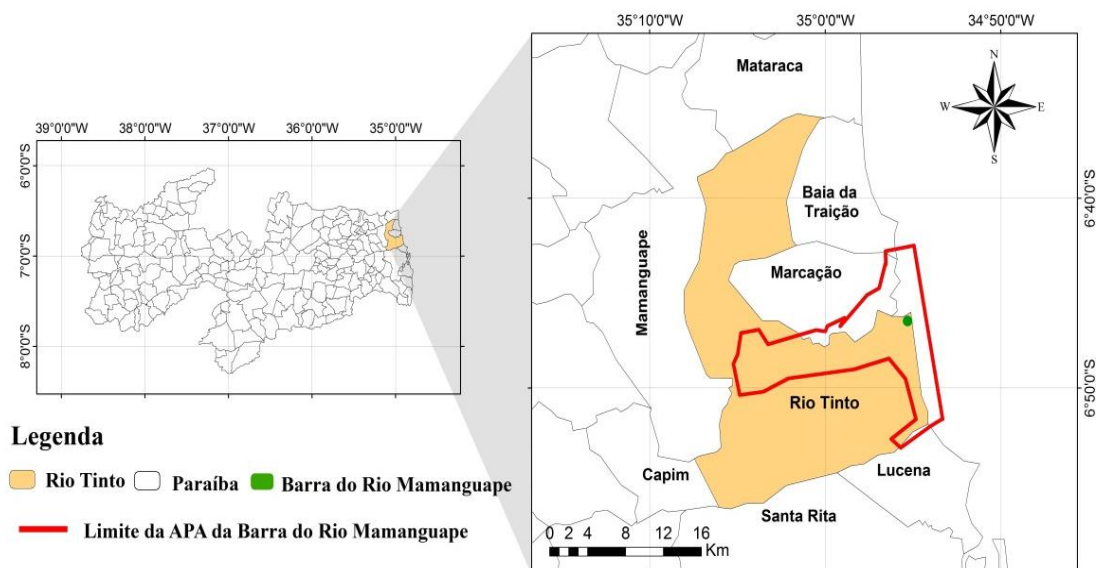 39°0'0"W 38°0'0"W 37°0'0"W 36°0'0"W 35°0'0"W
6°0'0"S
7°0'0"S
8°0'0"S
Legenda
Rio Tinto
Paraíba
Barra do Rio Mamanguape
Limite da APA da Barra do Rio Mamanguape
35°10'0"W 35°0'0"W 34°50'0"W
Mataraca
N
W E
S
Baia da
Traição
6°40'0"S
Mamanguape
Marcação
Rio Tinto
6°50'0"S
Capim
Lucena
Santa Rita
0 2 4 8 12 16
Km